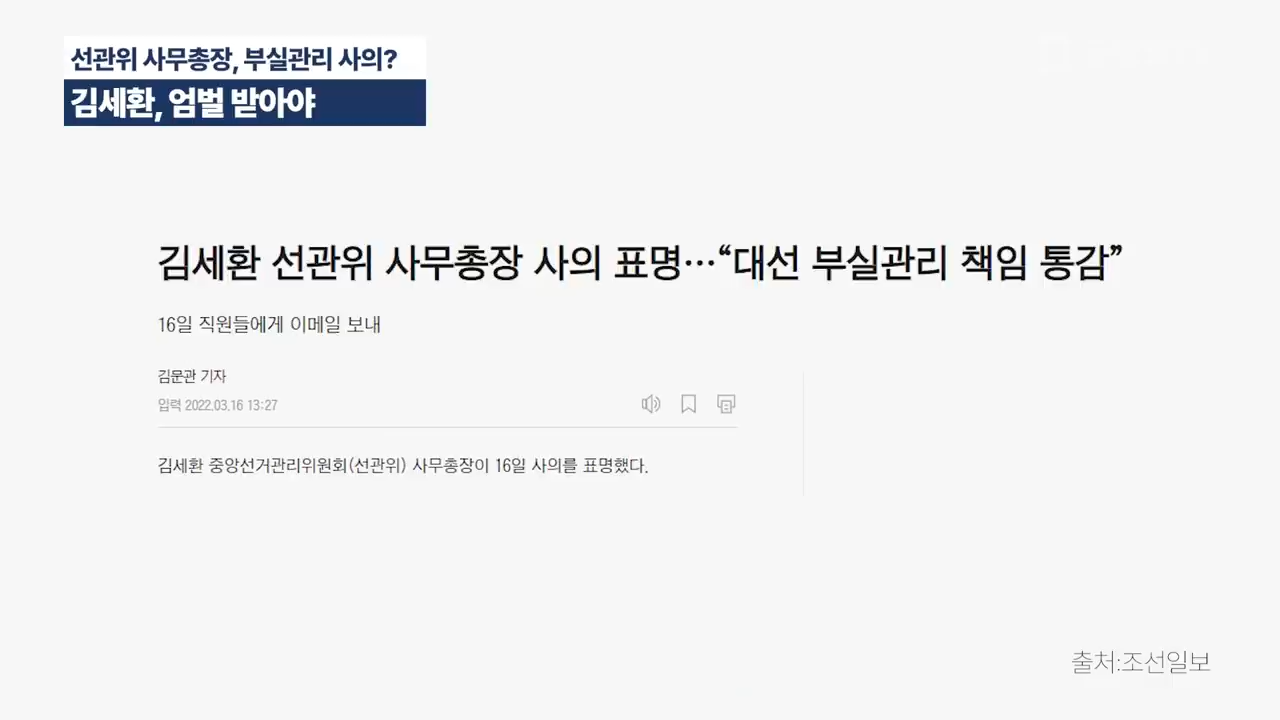 선관위 사무총장, 부실관리 사의?
김세환, 엄벌 받아야
김세환 선관위 사무총장 사의 표명…“대선 부실관리 책임 통감”
16일 직원들에게 이메일 보내
김문관 기자
입력 2022.03.16 13:27
김세환 중앙선거관리위원회(선관위) 사무총장이 16일 사의를 표명했다.
출처:조선일보